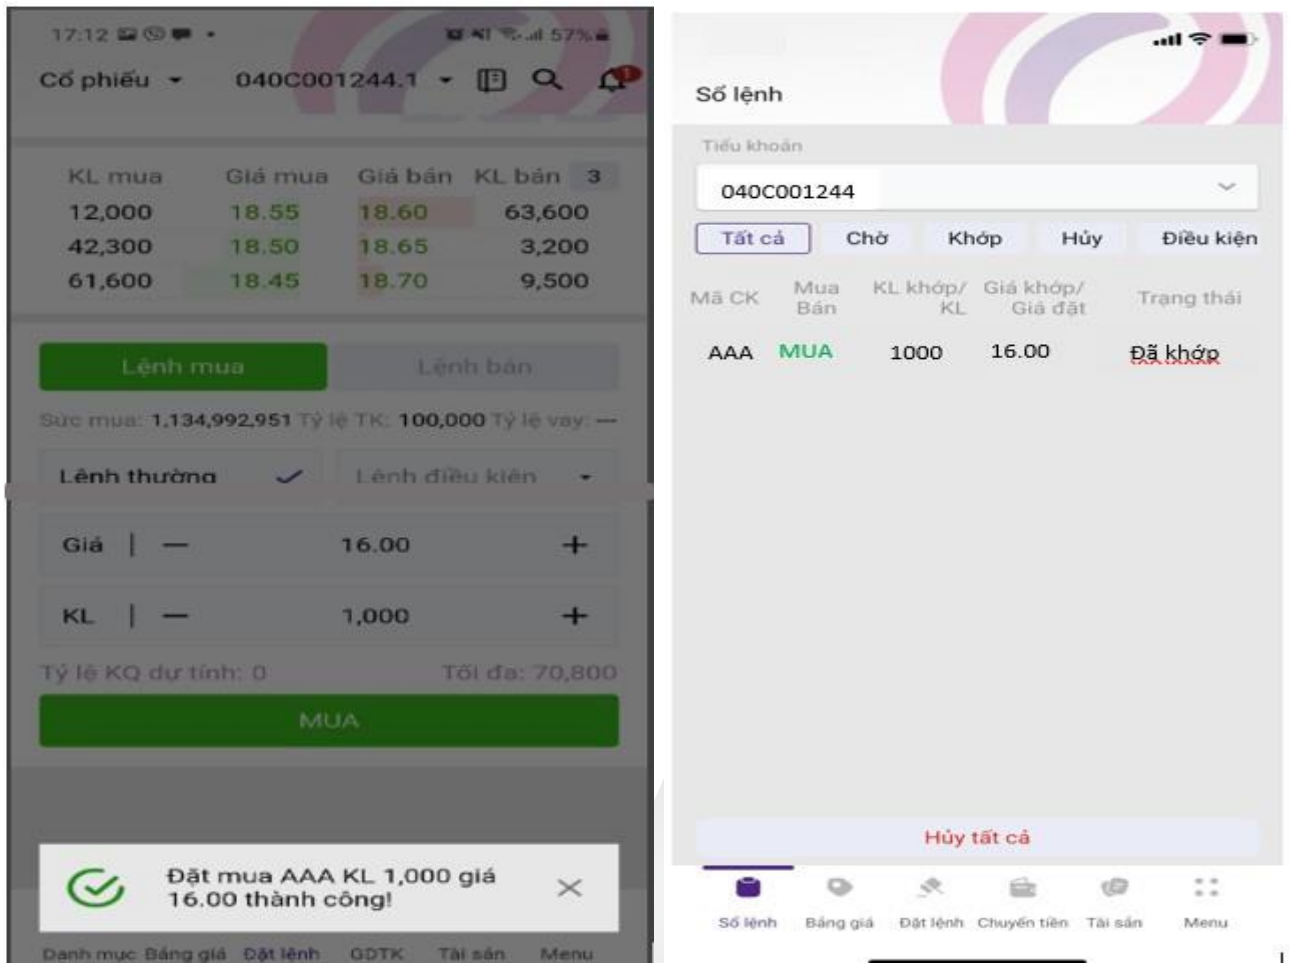 17:12
57%
Cổ phiếu 040C001244.1
1
KL mua Giá mua Giá bán KL bán 3
12,000 18.55 18.60 63,600
42,300 18.50 18.65 3,200
61,600 18.45 18.70 9,500
Lệnh mua Lệnh bán
Sức mua: 1,134,992,951 Tỷ lệ TK: 100,000 Tỷ lệ vay: ---
Lệnh thường Lệnh điều kiện
Giá | — 16.00 +
KL | — 1,000 +
Tỷ lệ KQ dự tính: 0 Tối đa: 70,800
MUA
Đặt mua AAA KL 1,000 giá
16.00 thành công!
Danh mục Bảng giá Đặt lệnh GDTK Tài sản Menu
Sổ lệnh
Tiểu khoản
040C001244
Tất cả Chờ Khớp Hủy Điều kiện
Mã CK Mua Bán KL khớp/ KL Giá khớp/ Giá đặt Trạng thái
AAA MUA 1000 16.00 Đã khớp
Hủy tất cả
Sổ lệnh Bảng giá Đặt lệnh Chuyển tiền Tài sản Menu